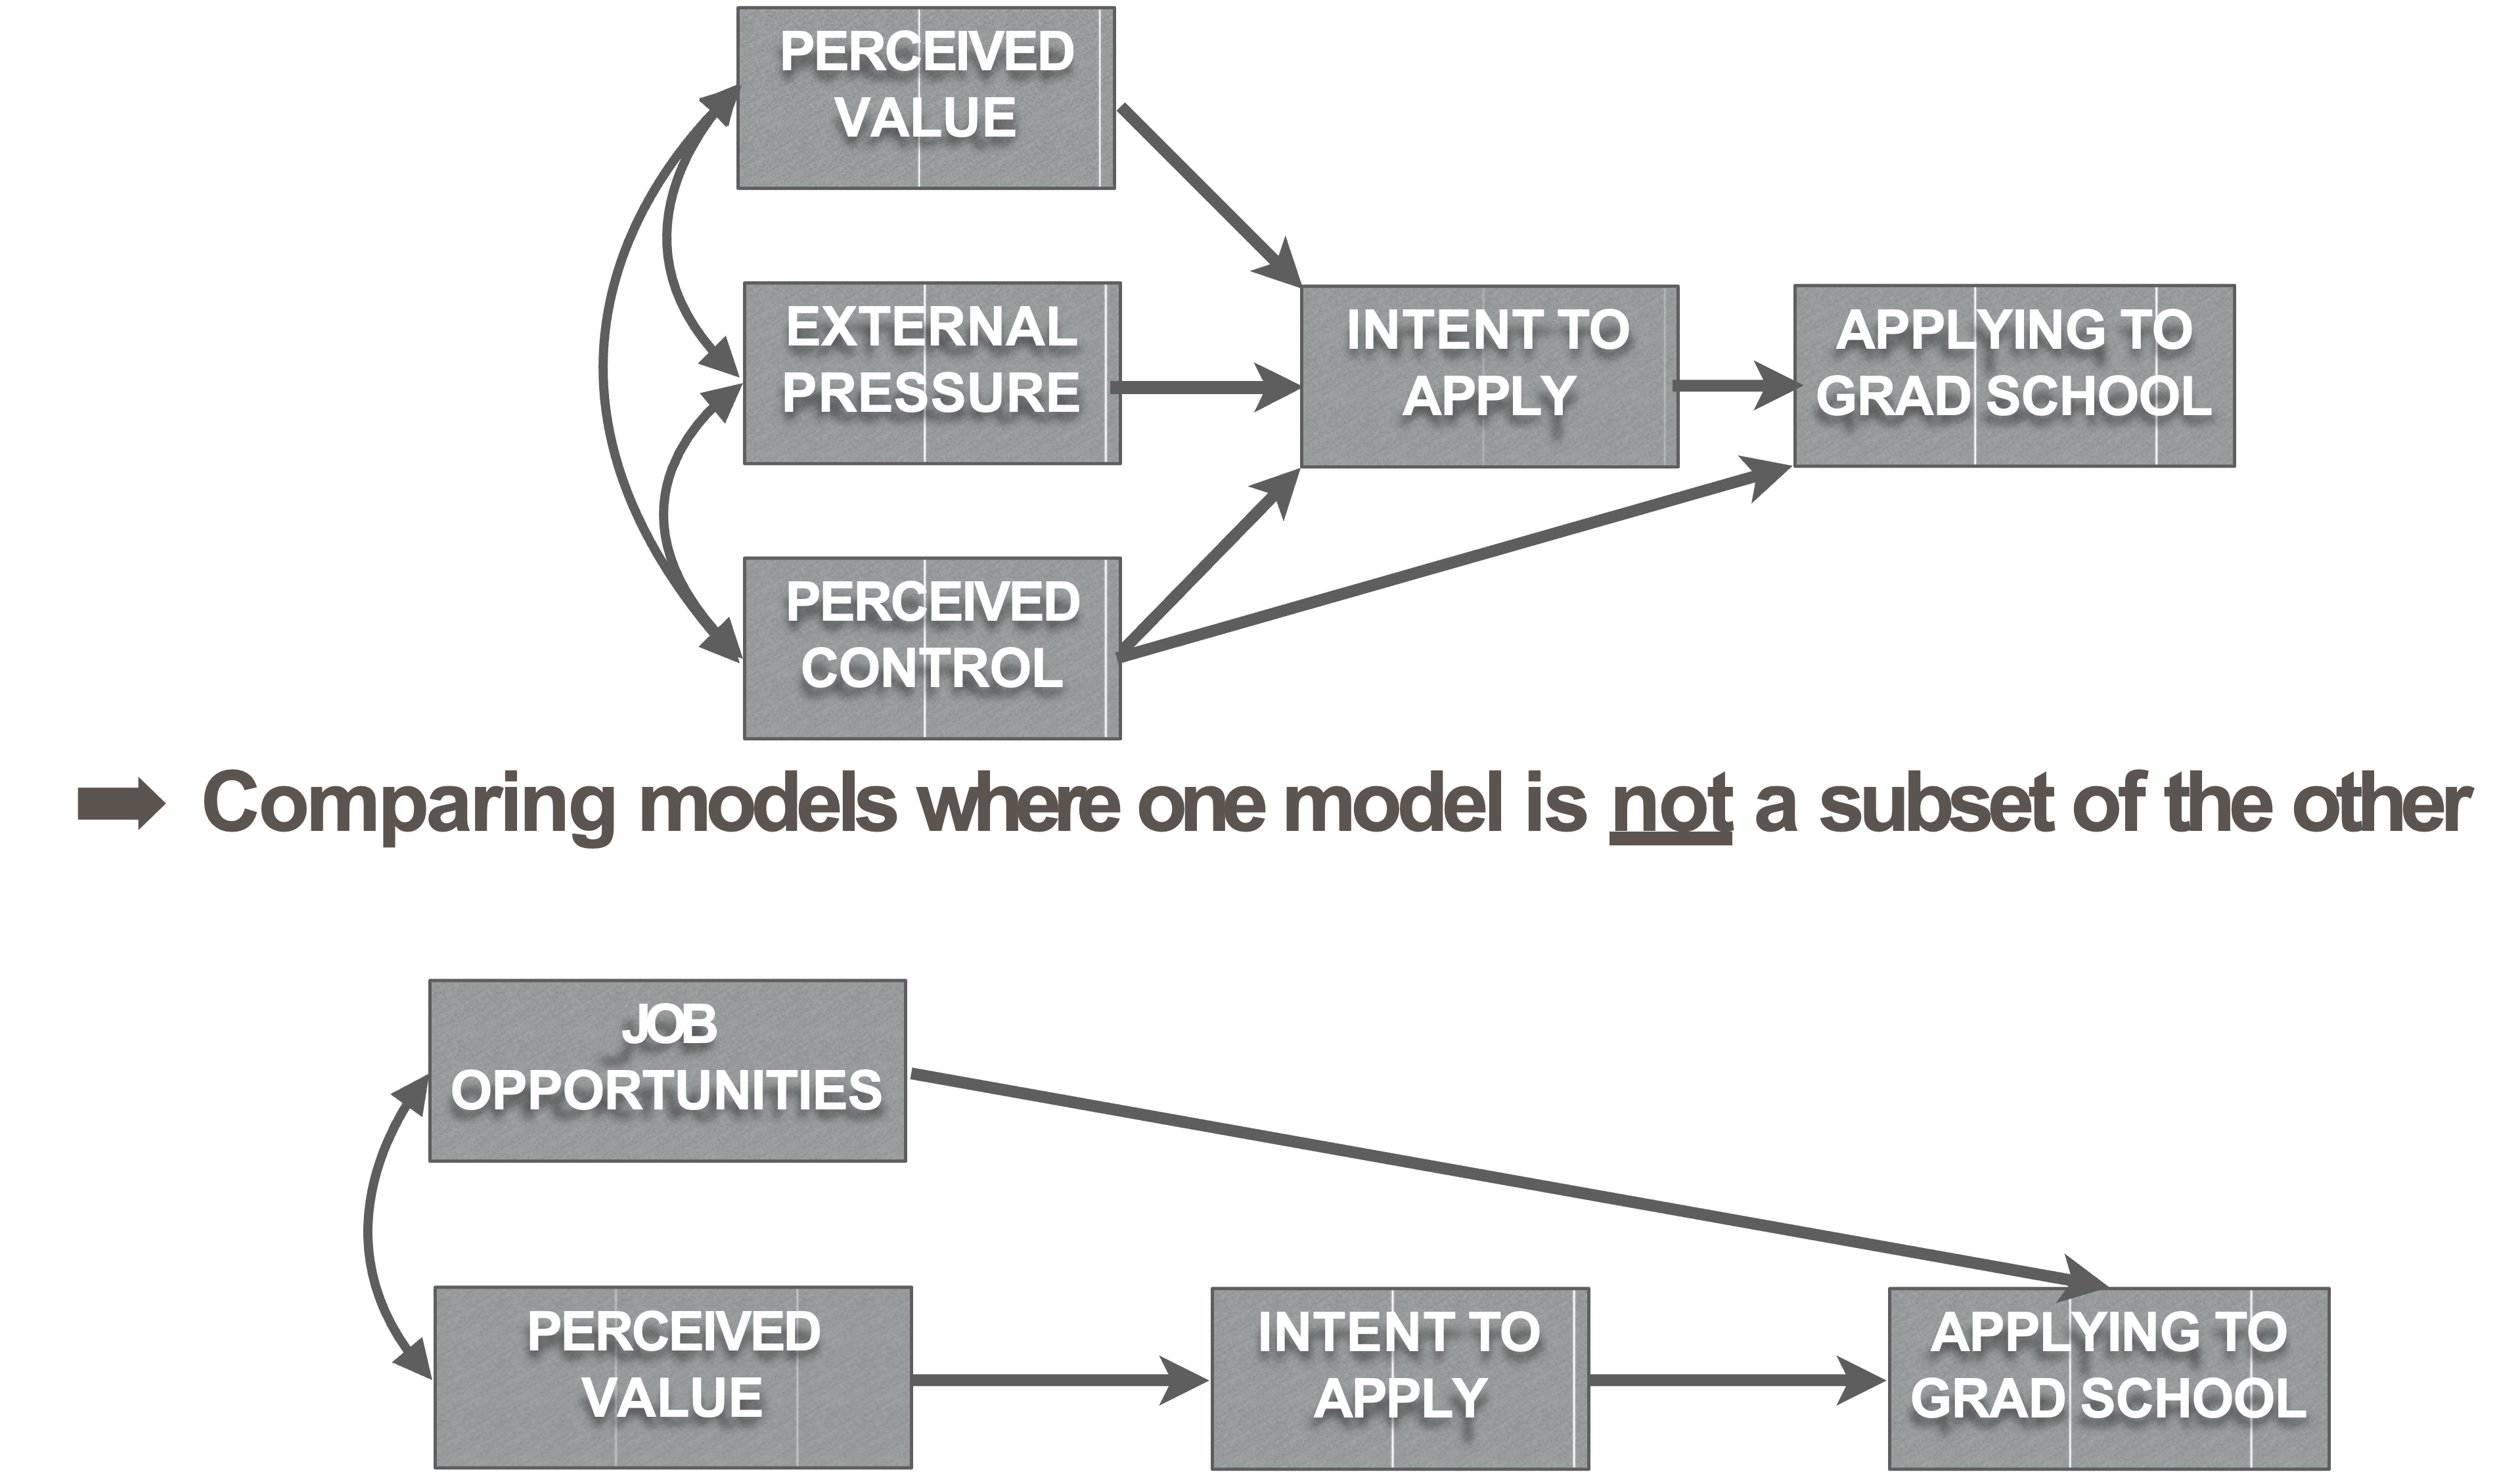 PERCEIVED
VALUE
EXTERNAL
PRESSURE
INTENT TO
APPLY
APPLYING TO
GRAD SCHOOL
PERCEIVED
CONTROL
Comparing models where one model is not a subset of the other
JOB
OPPORTUNITIES
PERCEIVED
VALUE
INTENT TO
APPLY
APPLYING TO
GRAD SCHOOL